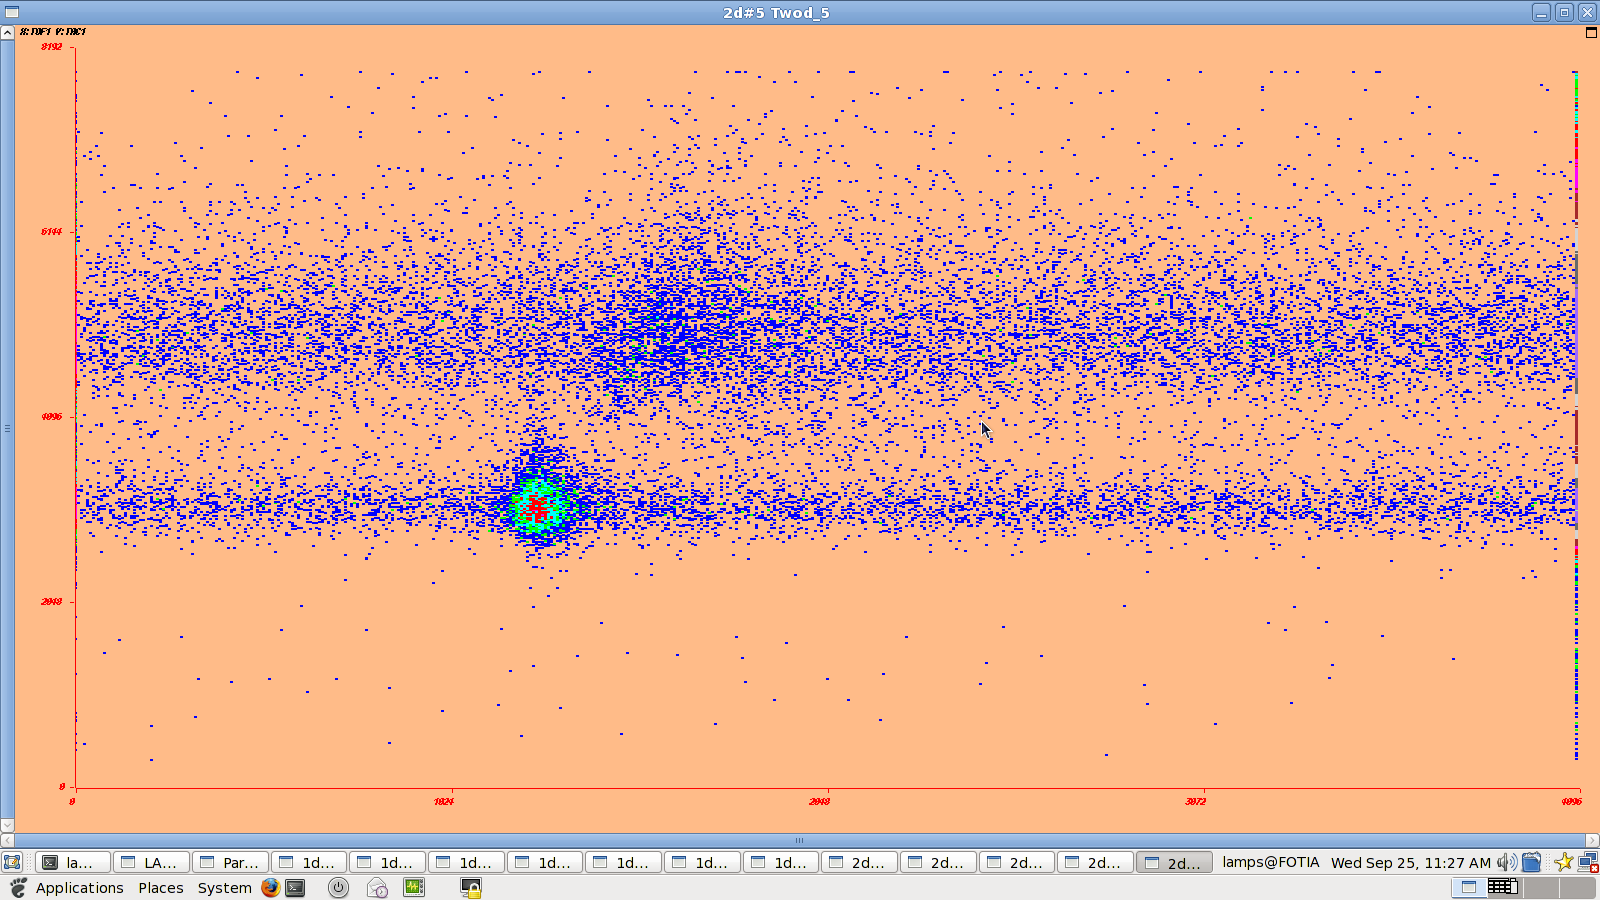 2d#5 Twod_5
X:TOF1 Y:TAC1
8192
6144
4096
2048
0
0 1024 2048 3072 4096
la... LA... Par... 1d... 1d... 1d... 1d... 1d... 1d... 1d... 2d... 2d... 2d... 2d... 2d... lamps@FOTIA Wed Sep 25, 11:27 AM
Applications Places System